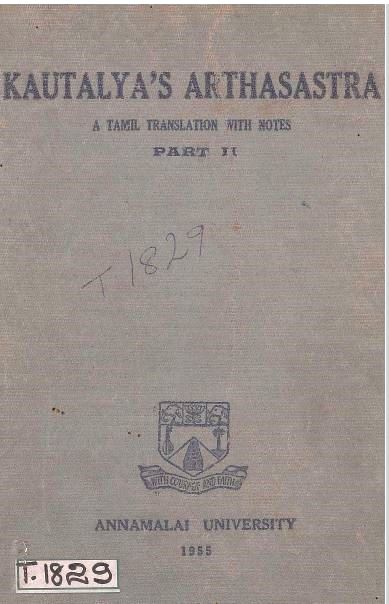 KAUTALYA'S ARTHASASTRA
A TAMIL TRANSLATION WITH NOTES
PART II
T 1829
WITH COURAGE AND FAITH
ANNAMALAI UNIVERSITY
1955
T.1829